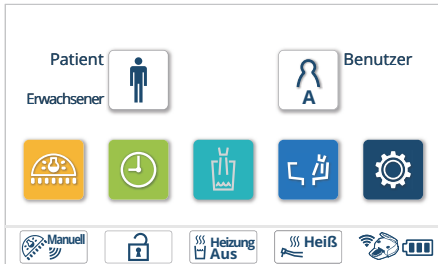 Patient
Benutzer
Erwachsener
A
Manuell
Heizung
Aus
Heiß